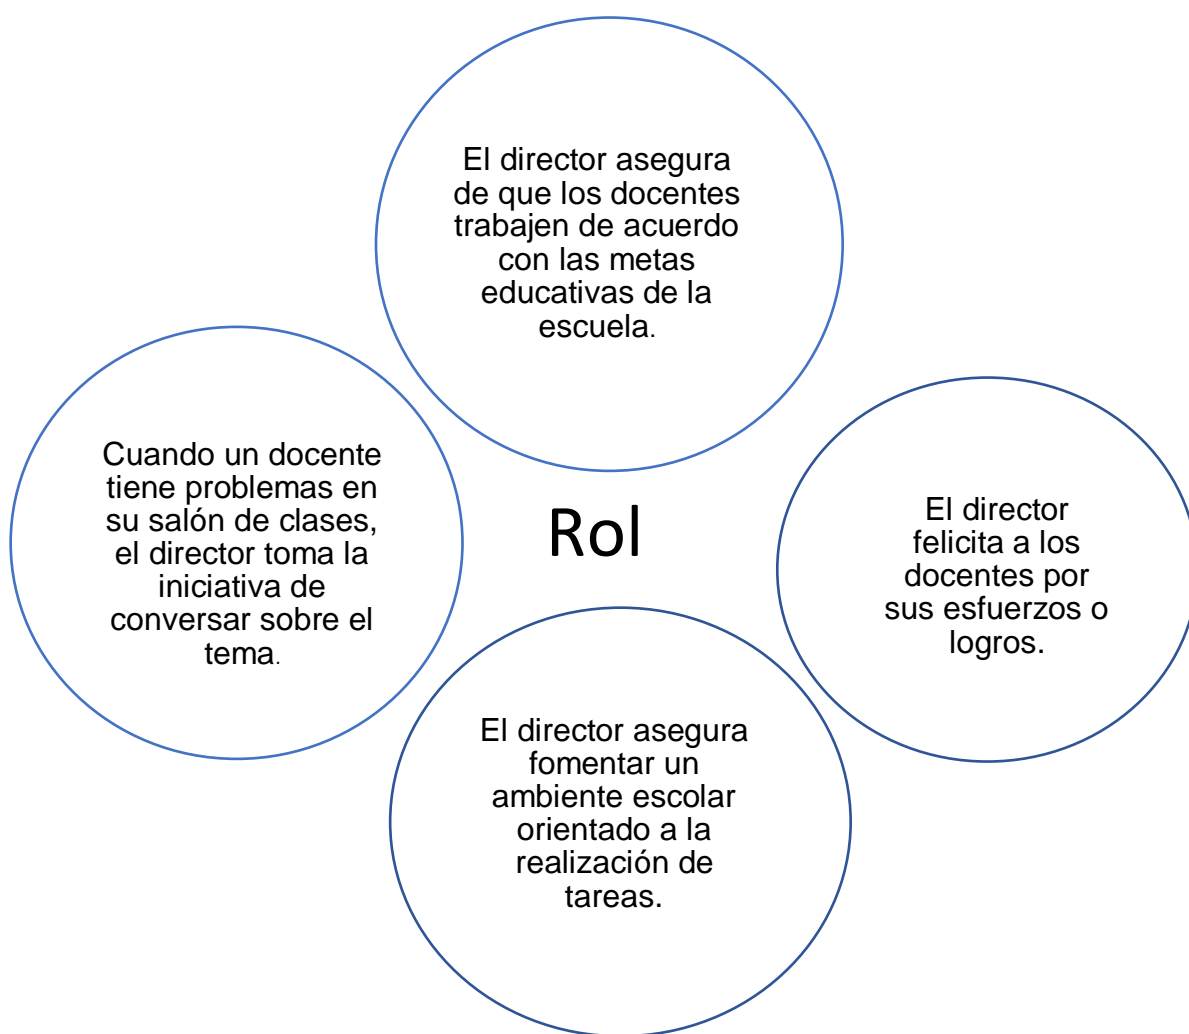 El director asegura
de que los docentes
trabajen de acuerdo
con las metas
educativas de la
escuela.
Cuando un docente
tiene problemas en
su salón de clases,
el director toma la
iniciativa de
conversar sobre el
tema.
Rol
El director
felicita a los
docentes por
sus esfuerzos o
logros.
El director asegura
fomentar un
ambiente escolar
orientado a la
realización de
tareas.